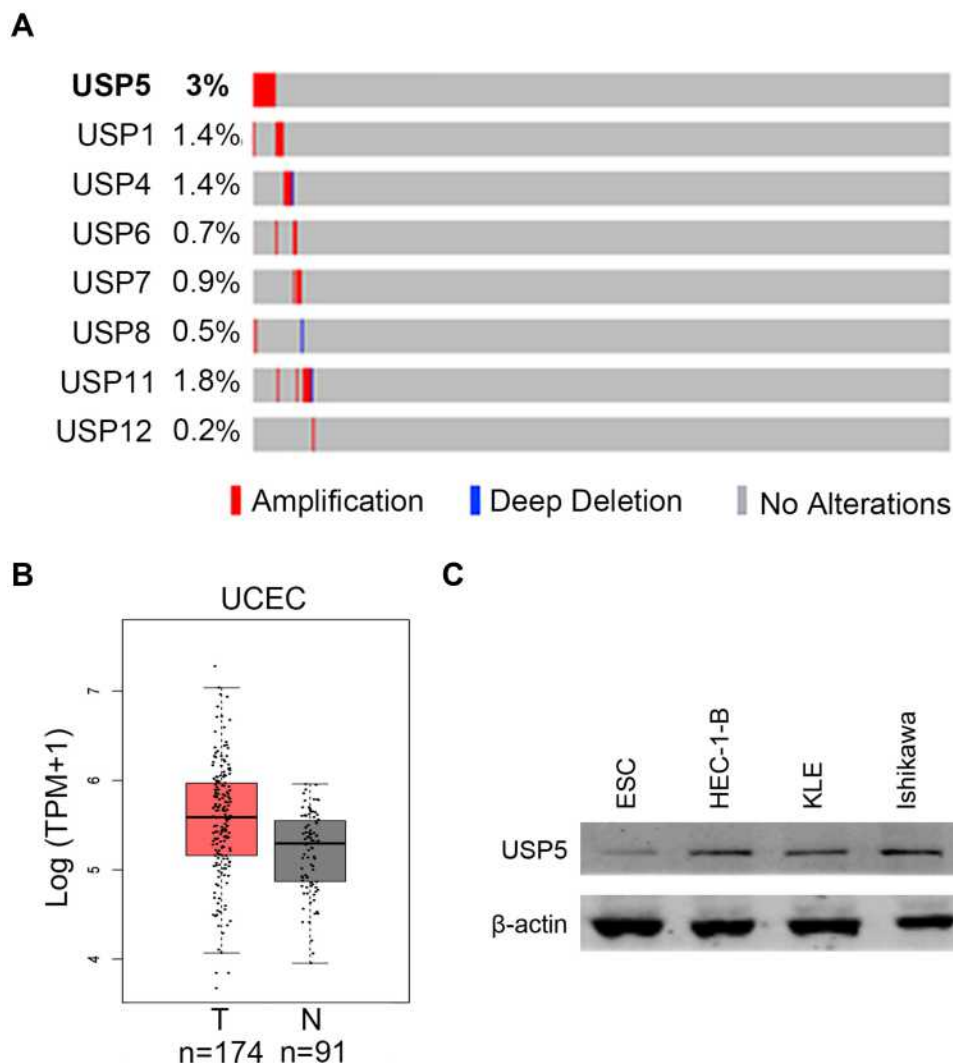 A
USP5 3%
USP1 1.4%
USP4 1.4%
USP6 0.7%
USP7 0.9%
USP8 0.5%
USP11 1.8%
USP12 0.2%
Amplification Deep Deletion No Alterations
B
UCEC
Log (TPM+1)
7
6
5
4
T N
n=174 n=91
C
ESC HEC-1-B KLE Ishikawa
USP5
β-actin